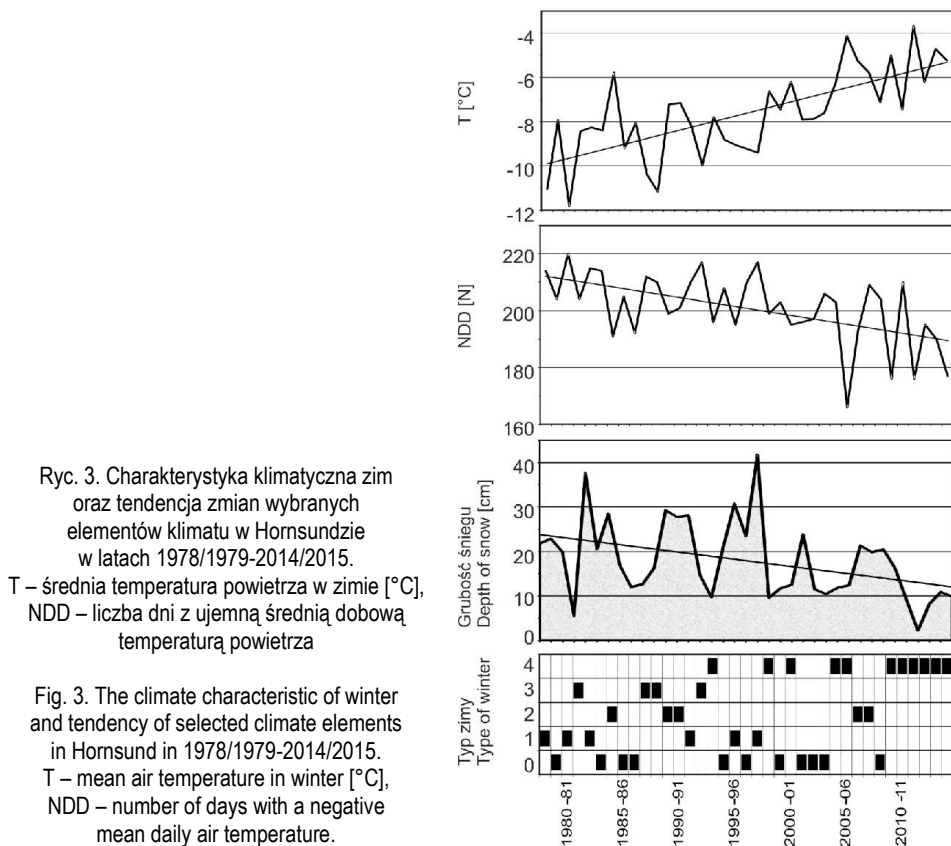 Ryc. 3. Charakterystyka klimatyczna zim
oraz tendencja zmian wybranych
elementów klimatu w Hornsundzie
w latach 1978/1979-2014/2015.
T – średnia temperatura powietrza w zimie [°C],
NDD – liczba dni z ujemną średnią dobową
temperaturą powietrza
Fig. 3. The climate characteristic of winter
and tendency of selected climate elements
in Hornsund in 1978/1979-2014/2015.
T – mean air temperature in winter [°C],
NDD – number of days with a negative
mean daily air temperature.
T [°C]
-4
-6
-8
-10
-12
NDD [N]
220
200
180
160
Grubość śniegu
Depth of snow [cm]
40
30
20
10
0
Typ zimy
Type of winter
4
3
2
1
0
1980 -81
1985 -86
1990 -91
1995 -96
2000 -01
2005 -06
2010 -11